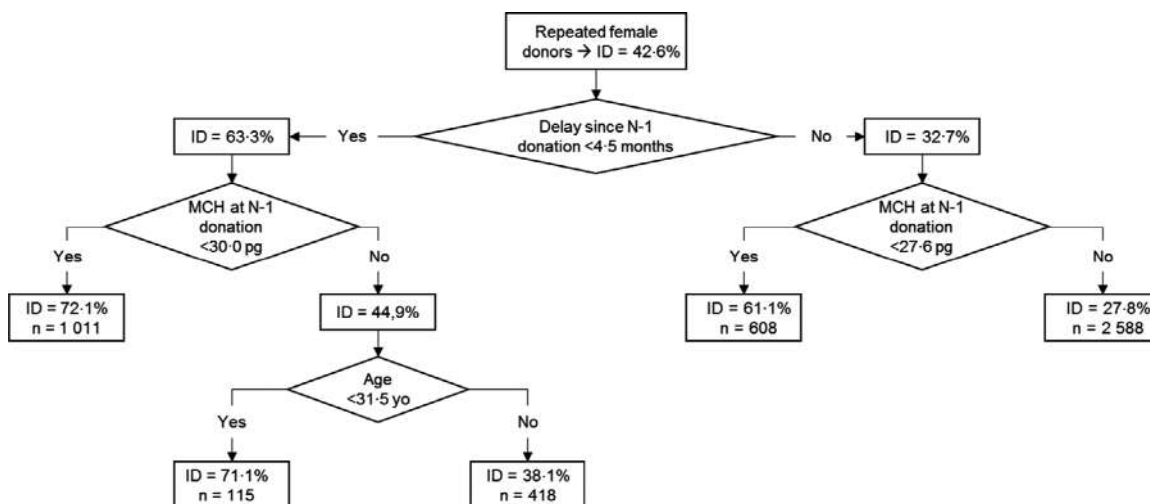 Repeated female
donors → ID = 42·6%
ID = 63·3%
Yes
Delay since N-1
donation <4·5 months
No
ID = 32·7%
MCH at N-1
donation
<30·0 pg
MCH at N-1
donation
<27·6 pg
Yes
No
Yes
No
ID = 72·1%
n = 1 011
ID = 44,9%
ID = 61·1%
n = 608
ID = 27·8%
n = 2 588
Age
<31·5 yo
Yes
No
ID = 71·1%
n = 115
ID = 38·1%
n = 418